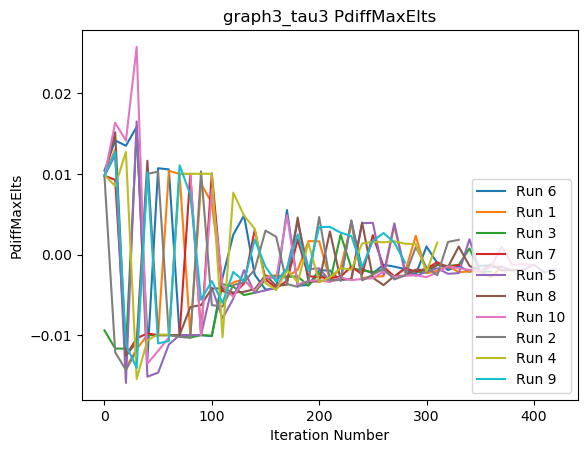 graph3_tau3 PdiffMaxElts
PdiffMaxElts
0.02
0.01
0.00
−0.01
0
100
200
300
400
Iteration Number
Run 6
Run 1
Run 3
Run 7
Run 5
Run 8
Run 10
Run 2
Run 4
Run 9